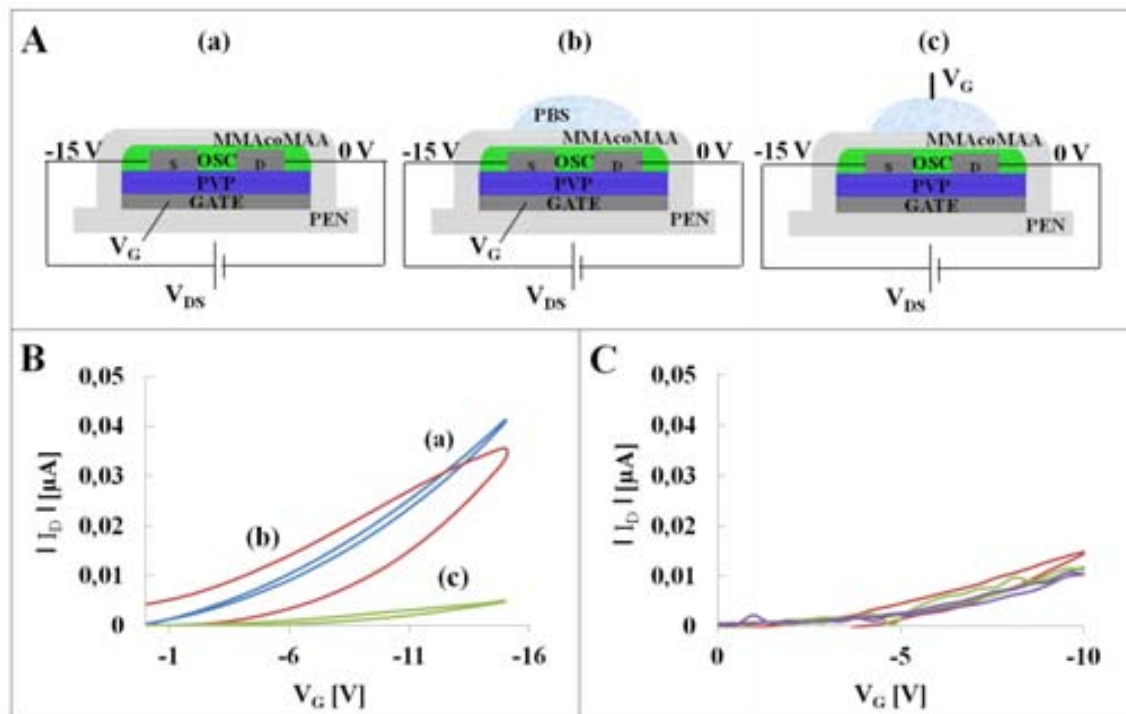 A
(a)
(b)
(c)
V_G
PBS
MMAcoMAA
MMAcoMAA
MMAcoMAA
-15 V
S
OSC
D
0 V
-15 V
S
OSC
D
0 V
-15 V
S
OSC
D
0 V
PVP
PVP
PVP
GATE
GATE
GATE
PEN
PEN
PEN
V_G
V_G
V_DS
V_DS
V_DS
B
0,05
0,04
0,03
0,02
0,01
0
| I_D | [µA]
(a)
(b)
(c)
-1
-6
-11
-16
V_G [V]
C
0,05
0,04
0,03
0,02
0,01
0
| I_D | [µA]
0
-5
-10
V_G [V]